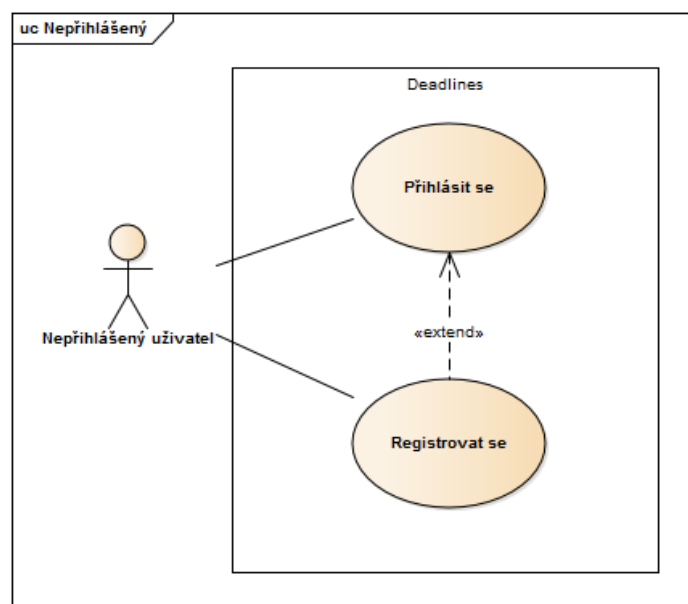 uc Nepřihlášený
Deadlines
Přihlásit se
«extend»
Nepřihlášený uživatel
Registrovat se